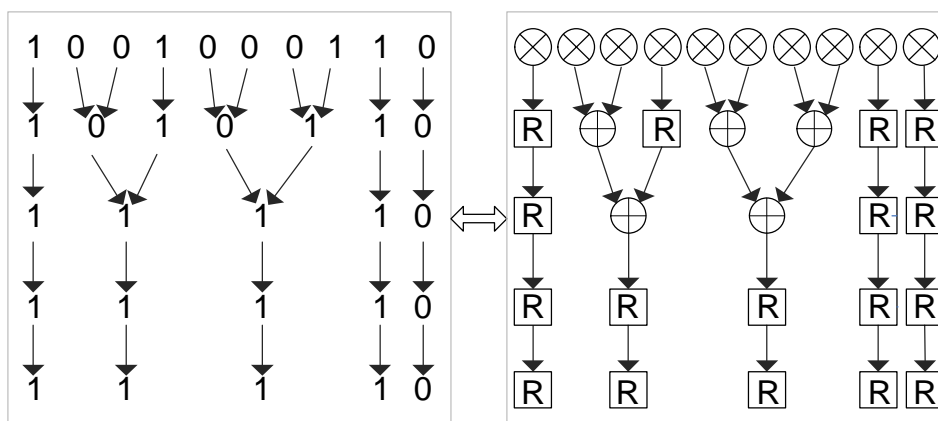 1 0 0 1 0 0 0 1 1 0
1 0 1 0 1 1 0 R R R R
1 1 1 1 0 R R R
1 1 1 1 0 R R R R R
1 1 1 1 0 R R R R R